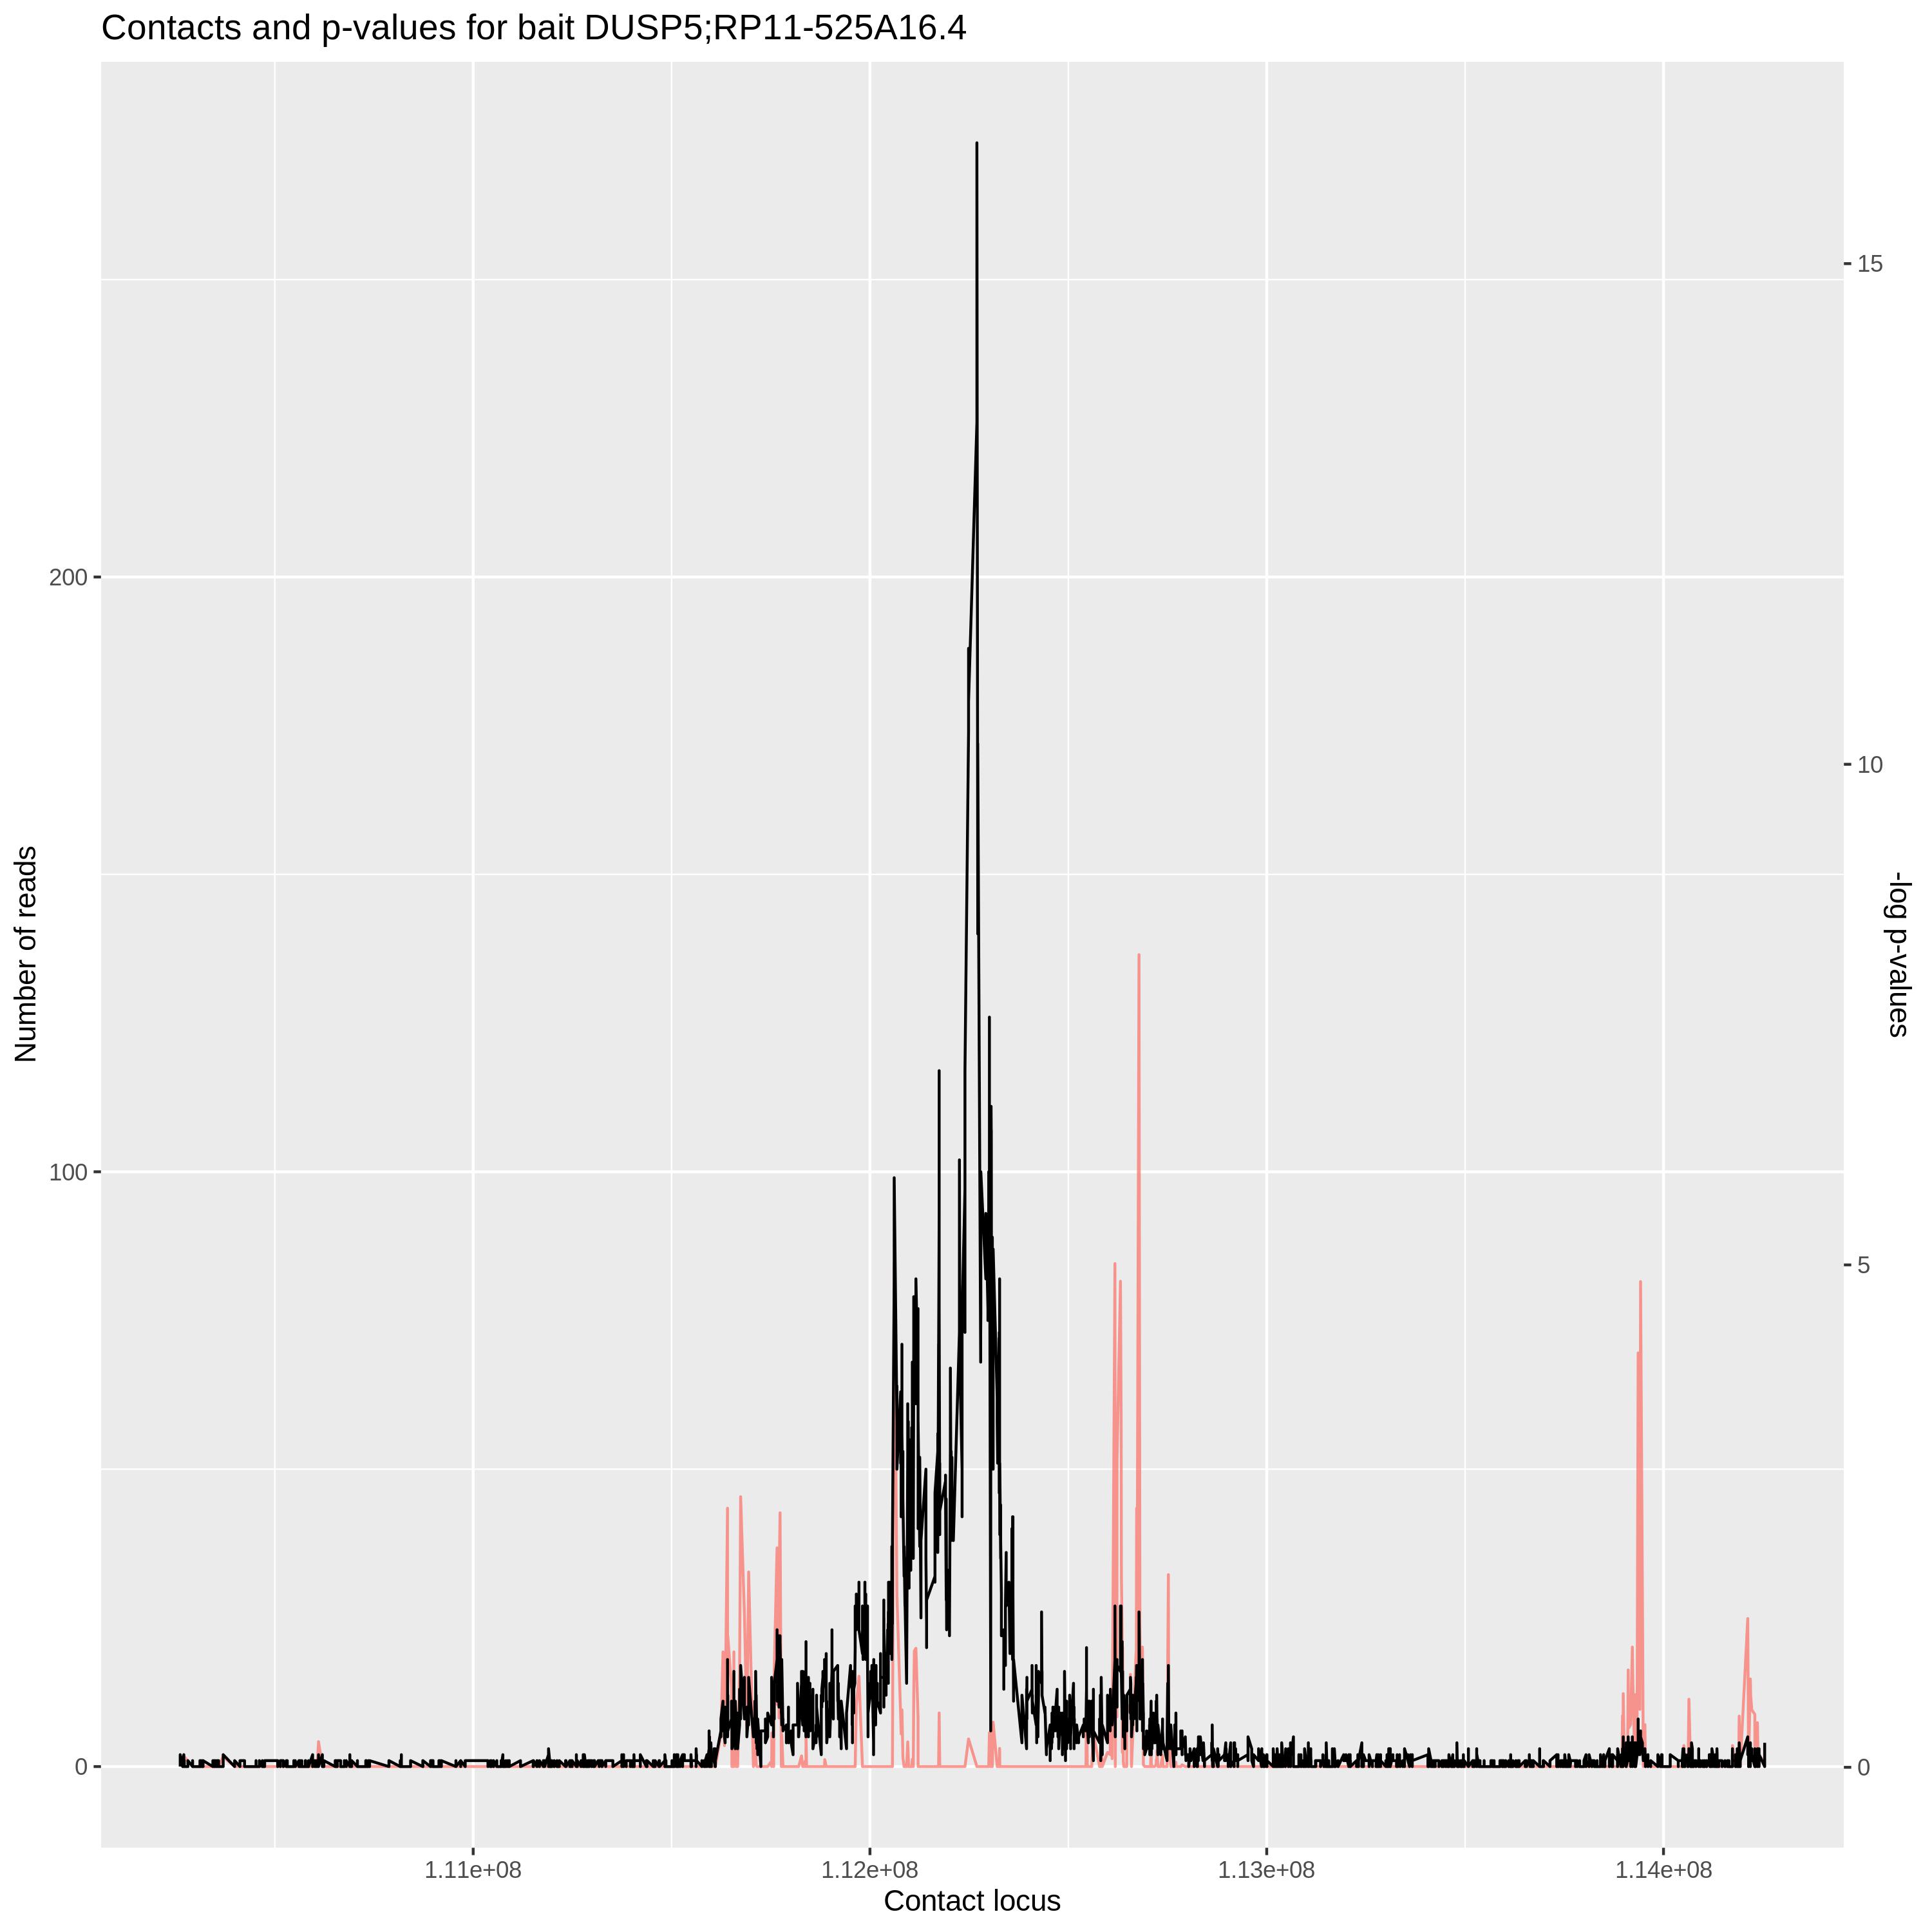 Contacts and p-values for bait DUSP5;RP11-525A16.4
Number of reads
200
100
0
15
10
5
0
-log p-values
1.11e+08
1.12e+08
1.13e+08
1.14e+08
Contact locus